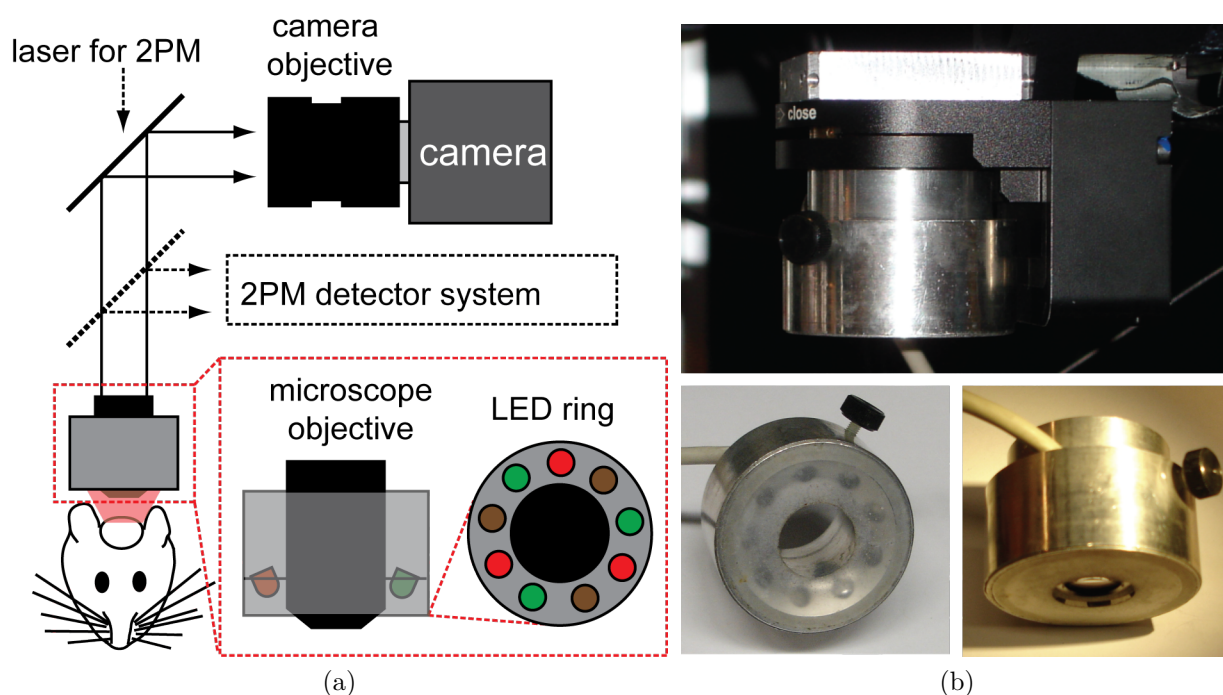 laser for 2PM
camera
objective
camera
2PM detector system
microscope
objective
LED ring
close
(a)
(b)